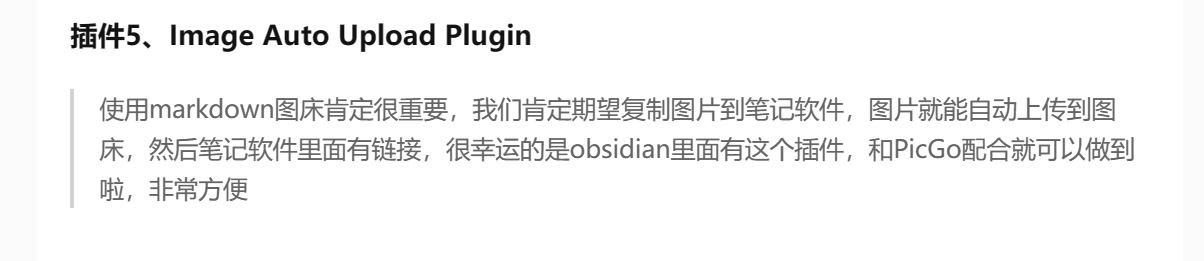 插件5、Image Auto Upload Plugin
使用markdown图床肯定很重要，我们肯定期望复制图片到笔记软件，图片就能自动上传到图
床，然后笔记软件里面有链接，很幸运的是obsidian里面有这个插件，和PicGo配合就可以做到
啦，非常方便